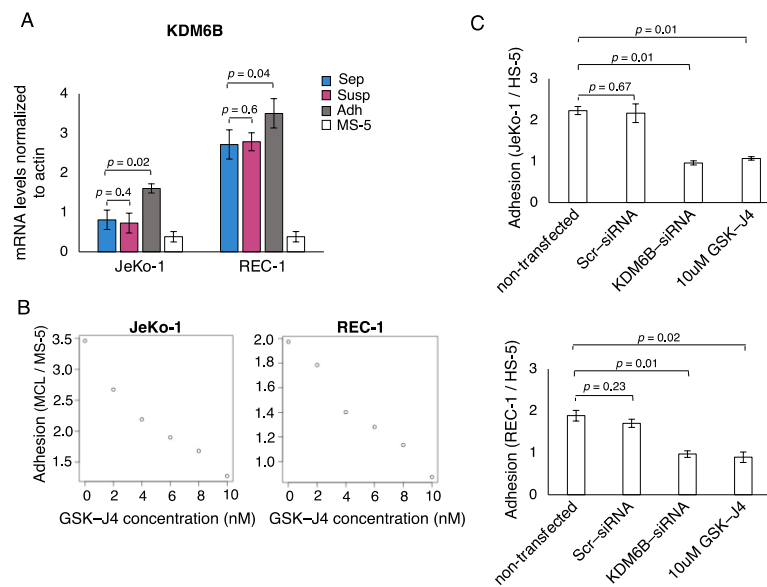 A
KDM6B
mRNA levels normalized
to actin
4
3
2
1
0
p = 0.4
p = 0.02
p = 0.6
p = 0.04
Sep
Susp
Adh
MS-5
JeKo-1
REC-1
B
JeKo-1
Adhesion (MCL / MS-5)
3.5
3.0
2.5
2.0
1.5
0 2 4 6 8 10
GSK–J4 concentration (nM)
REC-1
2.0
1.8
1.6
1.4
1.2
1.0
0 2 4 6 8 10
GSK–J4 concentration (nM)
C
Adhesion (JeKo-1 / HS-5)
3
2
1
0
p = 0.01
p = 0.01
p = 0.67
non-transfected
Scr–siRNA
KDM6B–siRNA
10uM GSK–J4
Adhesion (REC-1 / HS-5)
3
2
1
0
p = 0.02
p = 0.01
p = 0.23
non-transfected
Scr–siRNA
KDM6B–siRNA
10uM GSK–J4